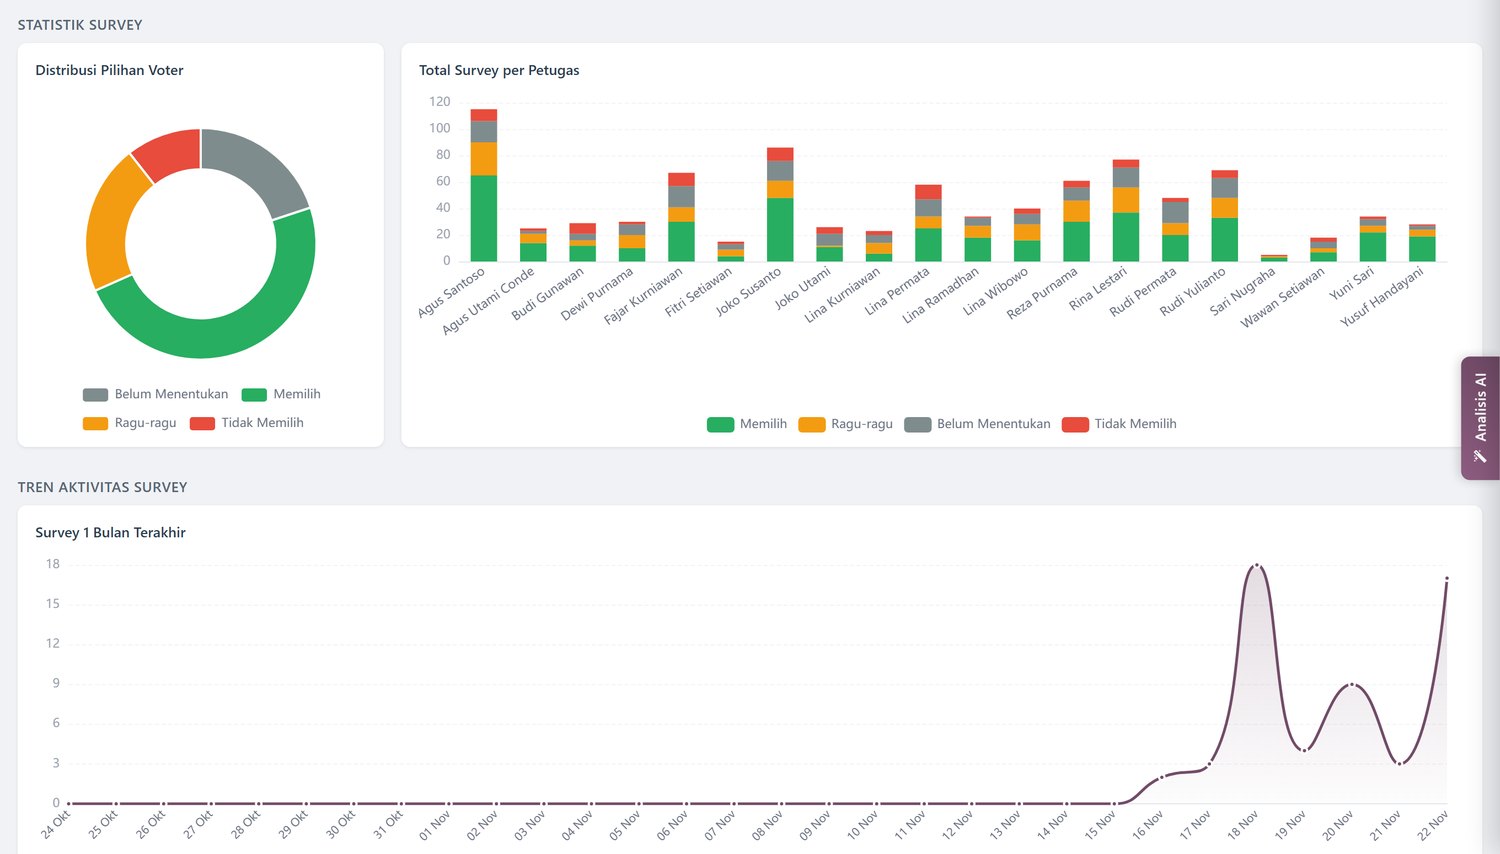 STATISTIK SURVEY
Distribusi Pilihan Voter
Belum Menentukan
Memilih
Ragu-ragu
Tidak Memilih
Total Survey per Petugas
120
100
80
60
40
20
0
Agus Santoso
Agus Utami Conde
Budi Gunawan
Dewi Purnama
Fajar Kurniawan
Fitri Setiawan
Joko Susanto
Joko Utami
Lina Kurniawan
Lina Permata
Lina Ramadhan
Lina Wibowo
Reza Purnama
Rina Lestari
Rudi Permata
Rudi Yulianto
Sari Nugraha
Wawan Setiawan
Yuni Sari
Yusuf Handayani
Memilih
Ragu-ragu
Belum Menentukan
Tidak Memilih
Analisis AI
TREN AKTIVITAS SURVEY
Survey 1 Bulan Terakhir
18
15
12
9
6
3
0
24 Okt
25 Okt
26 Okt
27 Okt
28 Okt
29 Okt
30 Okt
31 Okt
01 Nov
02 Nov
03 Nov
04 Nov
05 Nov
06 Nov
07 Nov
08 Nov
09 Nov
10 Nov
11 Nov
12 Nov
13 Nov
14 Nov
15 Nov
16 Nov
17 Nov
18 Nov
19 Nov
20 Nov
21 Nov
22 Nov